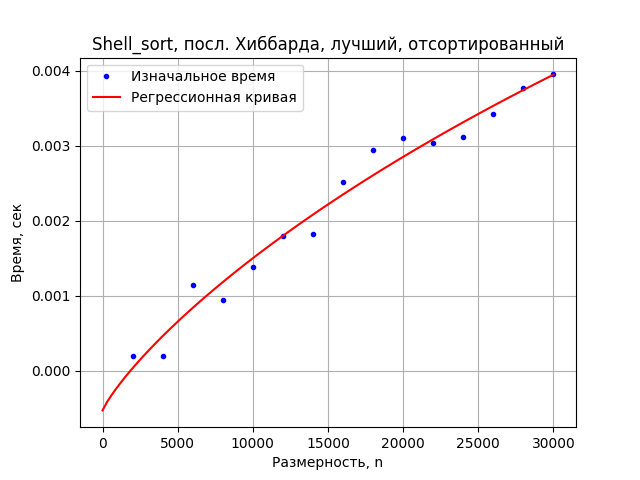 Shell_sort, посл. Хиббарда, лучший, отсортированный
Изначальное время
Регрессионная кривая
0.004
0.003
0.002
0.001
0.000
Время, сек
0 5000 10000 15000 20000 25000 30000
Размерность, n